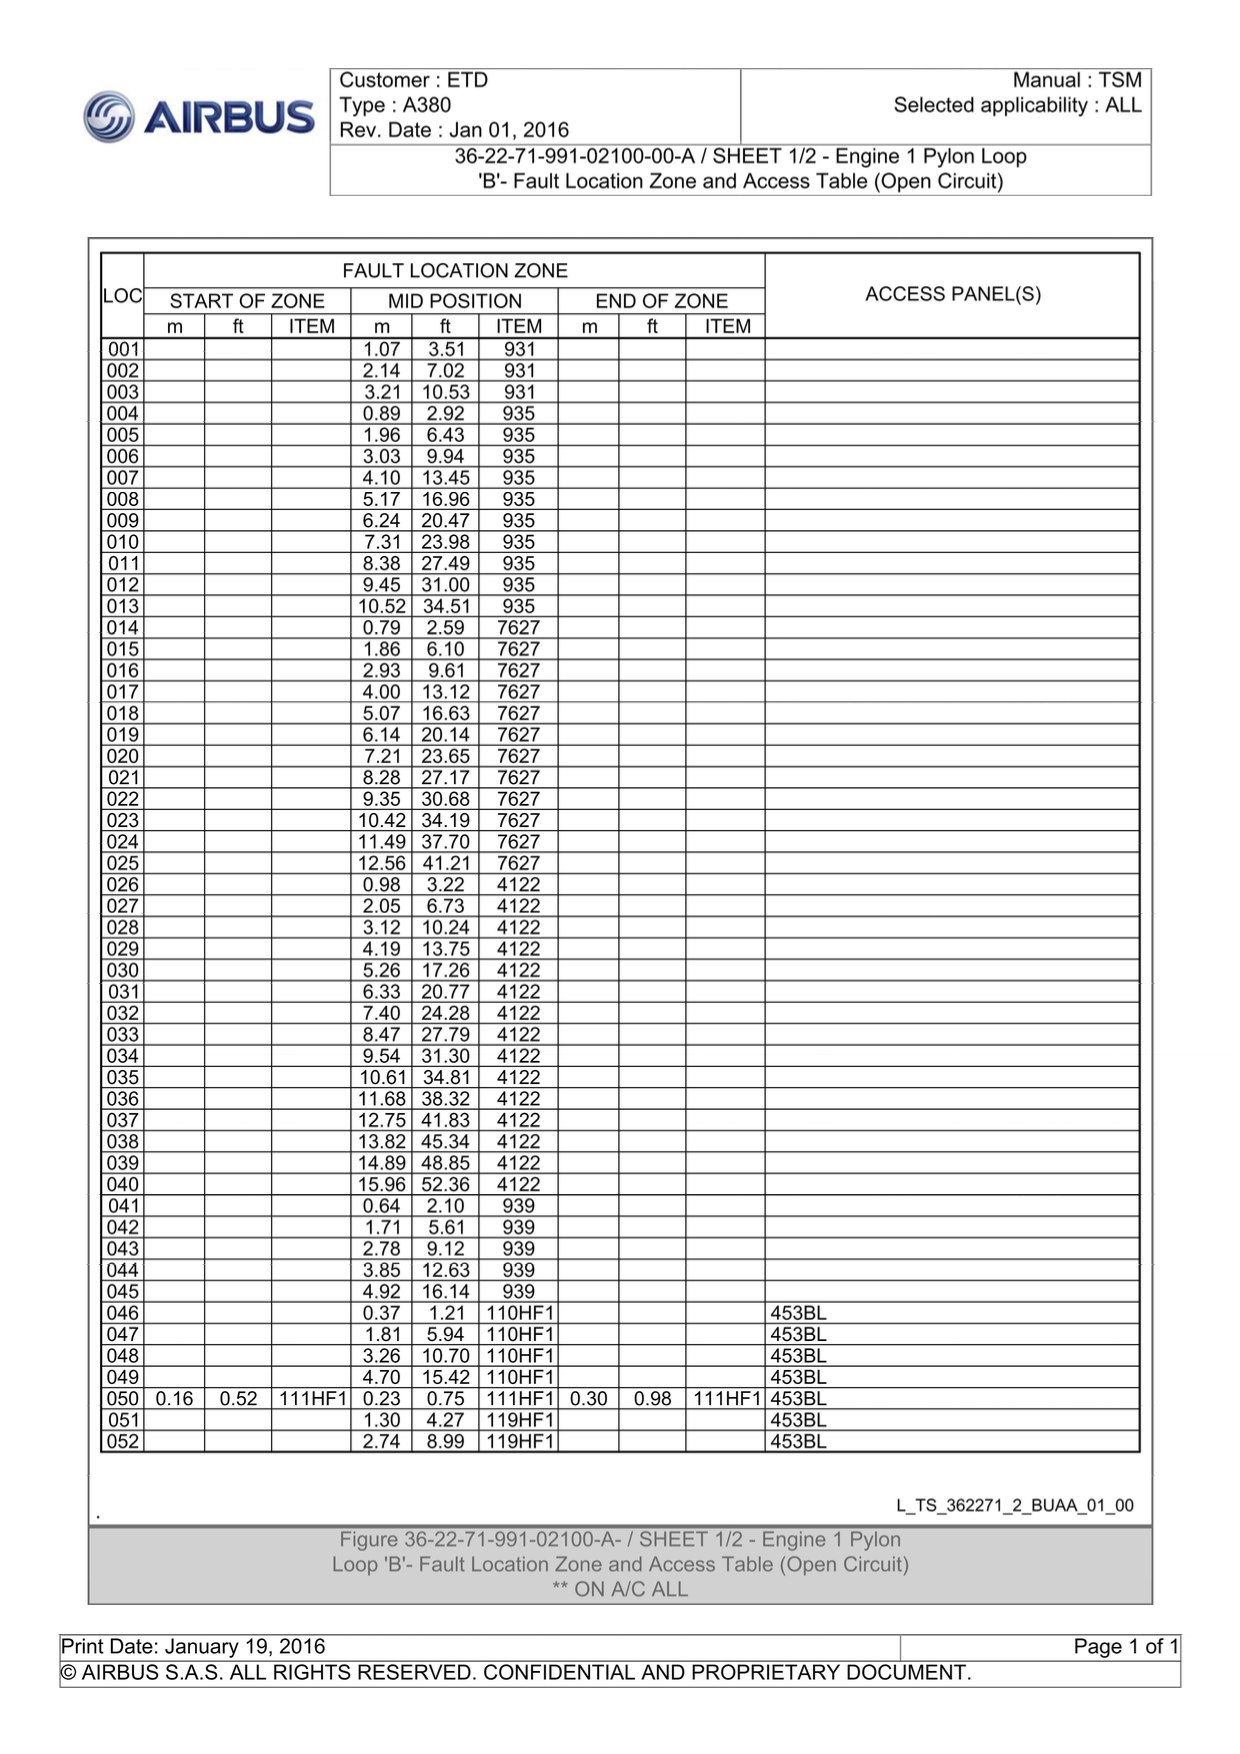 AIRBUS
Customer : ETD
Type : A380
Rev. Date : Jan 01, 2016
Manual : TSM
Selected applicability : ALL
36-22-71-991-02100-00-A / SHEET 1/2 - Engine 1 Pylon Loop
'B'- Fault Location Zone and Access Table (Open Circuit)
LOC FAULT LOCATION ZONE ACCESS PANEL(S)
START OF ZONE MID POSITION END OF ZONE
m ft ITEM m ft ITEM m ft ITEM
001 1.07 3.51 931
002 2.14 7.02 931
003 3.21 10.53 931
004 0.89 2.92 935
005 1.96 6.43 935
006 3.03 9.94 935
007 4.10 13.45 935
008 5.17 16.96 935
009 6.24 20.47 935
010 7.31 23.98 935
011 8.38 27.49 935
012 9.45 31.00 935
013 10.52 34.51 935
014 0.79 2.59 7627
015 1.86 6.10 7627
016 2.93 9.61 7627
017 4.00 13.12 7627
018 5.07 16.63 7627
019 6.14 20.14 7627
020 7.21 23.65 7627
021 8.28 27.17 7627
022 9.35 30.68 7627
023 10.42 34.19 7627
024 11.49 37.70 7627
025 12.56 41.21 7627
026 0.98 3.22 4122
027 2.05 6.73 4122
028 3.12 10.24 4122
029 4.19 13.75 4122
030 5.26 17.26 4122
031 6.33 20.77 4122
032 7.40 24.28 4122
033 8.47 27.79 4122
034 9.54 31.30 4122
035 10.61 34.81 4122
036 11.68 38.32 4122
037 12.75 41.83 4122
038 13.82 45.34 4122
039 14.89 48.85 4122
040 15.96 52.36 4122
041 0.64 2.10 939
042 1.71 5.61 939
043 2.78 9.12 939
044 3.85 12.63 939
045 4.92 16.14 939
046 0.37 1.21 110HF1 453BL
047 1.81 5.94 110HF1 453BL
048 3.26 10.70 110HF1 453BL
049 4.70 15.42 110HF1 453BL
050 0.16 0.52 111HF1 0.23 0.75 111HF1 0.30 0.98 111HF1 453BL
051 1.30 4.27 119HF1 453BL
052 2.74 8.99 119HF1 453BL
L_TS_362271_2_BUAA_01_00
.
Figure 36-22-71-991-02100-A- / SHEET 1/2 - Engine 1 Pylon
Loop 'B'- Fault Location Zone and Access Table (Open Circuit)
** ON A/C ALL
Print Date: January 19, 2016 Page 1 of 1
© AIRBUS S.A.S. ALL RIGHTS RESERVED. CONFIDENTIAL AND PROPRIETARY DOCUMENT.